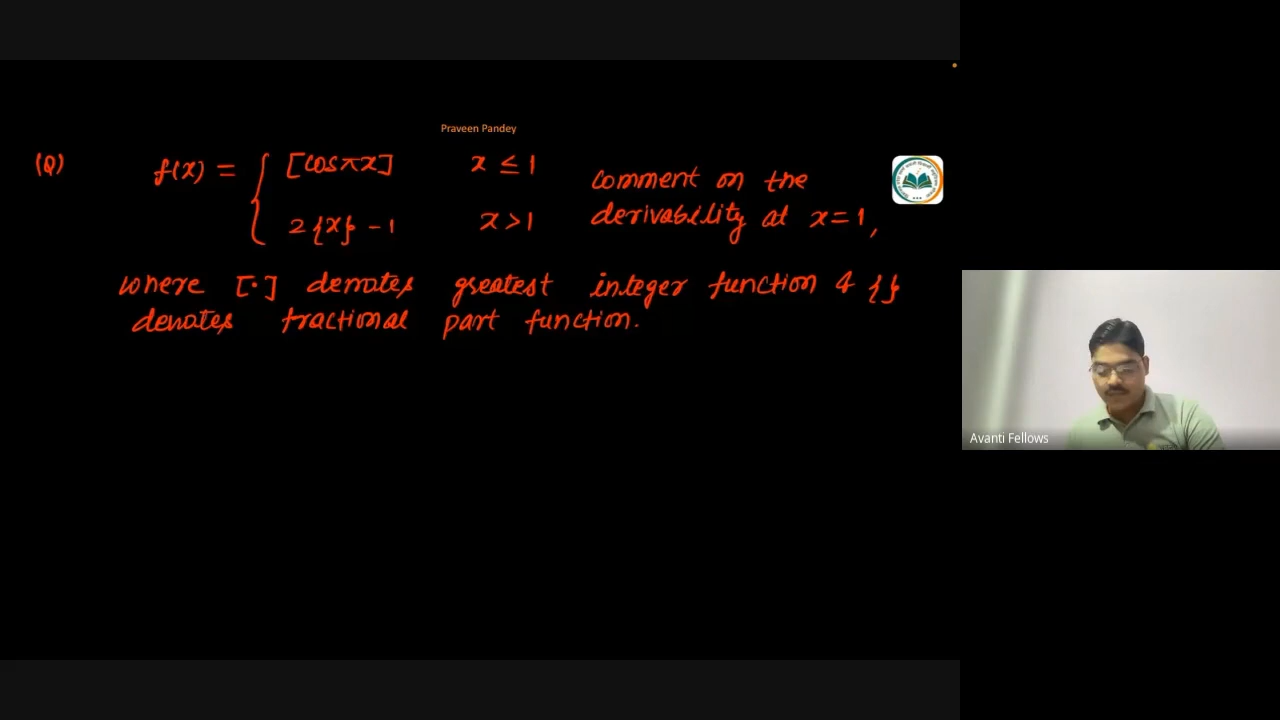 Praveen Pandey
(Q) f(x) = { [cos πx] x ≤ 1 comment on the
2{x} - 1 x > 1 derivability at x=1,
where [·] denotes greatest integer function & {}
denotes fractional part function.
Avanti Fellows